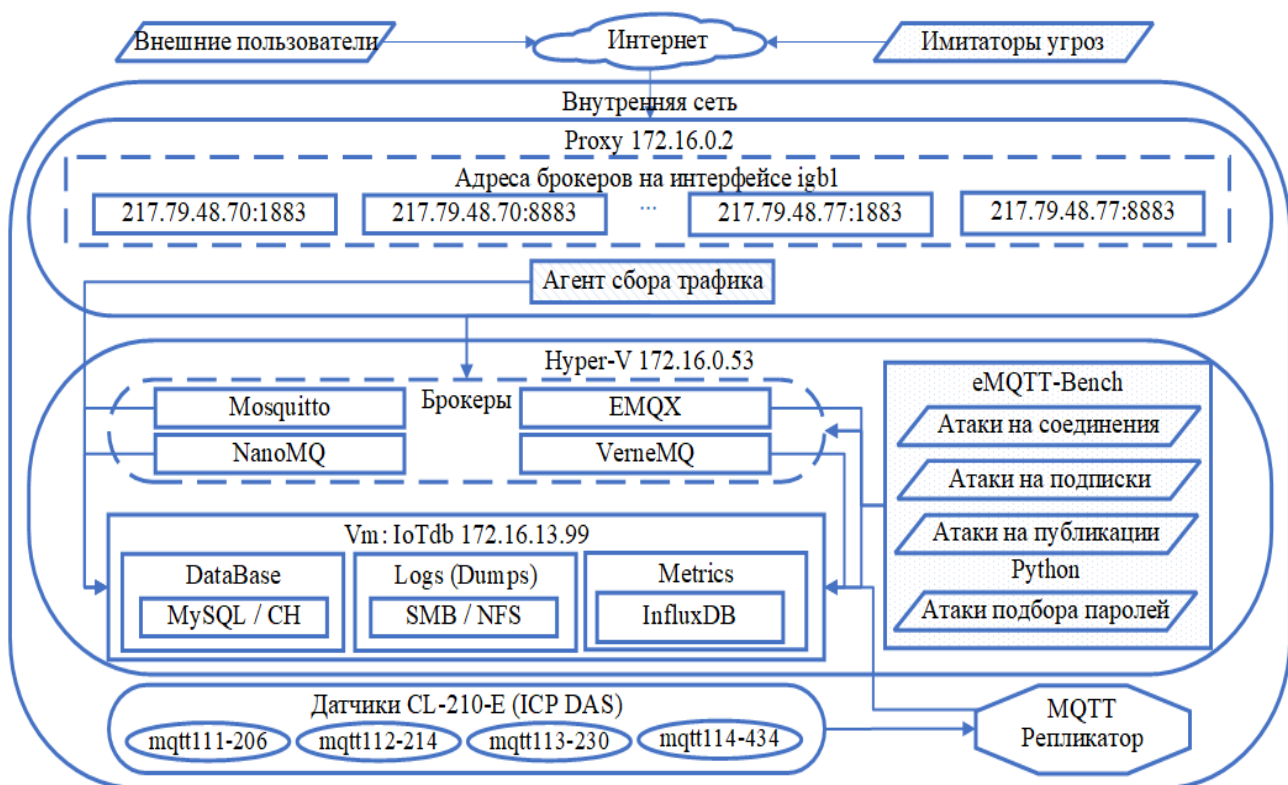 Внешние пользователи
Интернет
Имитаторы угроз
Внутренняя сеть
Proxy 172.16.0.2
Адреса брокеров на интерфейсе igb1
217.79.48.70:1883
217.79.48.70:8883
...
217.79.48.77:1883
217.79.48.77:8883
Агент сбора трафика
Hyper-V 172.16.0.53
Брокеры
Mosquitto
EMQX
NanoMQ
VerneMQ
eMQTT-Bench
Атаки на соединения
Атаки на подписки
Атаки на публикации
Python
Атаки подбора паролей
Vm: IoTdb 172.16.13.99
DataBase
MySQL / CH
Logs (Dumps)
SMB / NFS
Metrics
InfluxDB
Датчики CL-210-E (ICP DAS)
mqtt111-206
mqtt112-214
mqtt113-230
mqtt114-434
MQTT
Репликатор